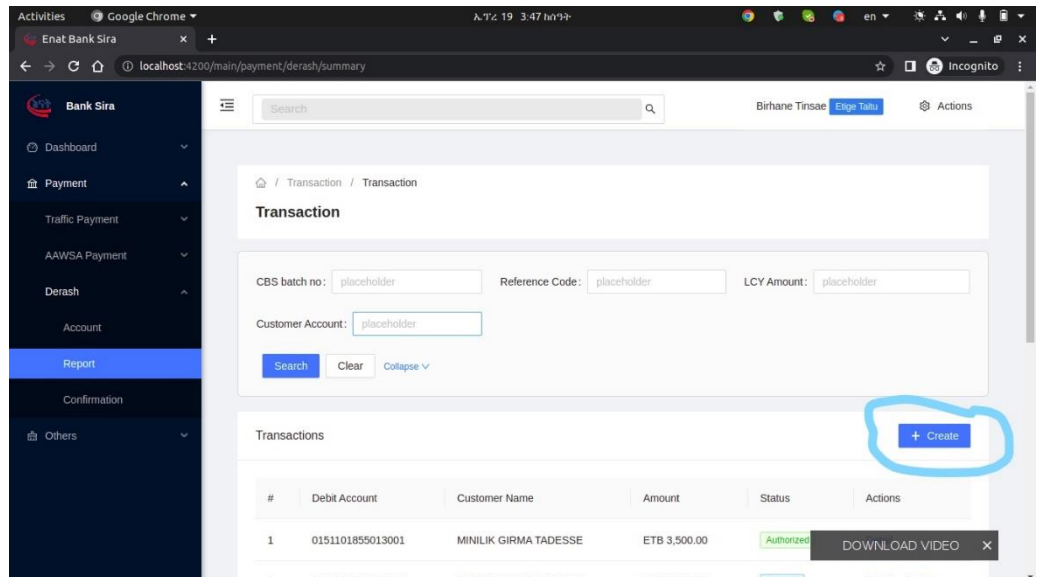 Activities Google Chrome ኤፕሪ 19 3:47 ከሰዓት en
Enat Bank Sira
localhost:4200/main/payment/derash/summary Incognito
Bank Sira Search Birhane Tinsae Etige Taitu Actions
Dashboard
Payment / Transaction / Transaction
Transaction
Traffic Payment
AAWSA Payment
CBS batch no: placeholder Reference Code: placeholder LCY Amount: placeholder
Derash
Account Customer Account: placeholder
Report Search Clear Collapse
Confirmation
Others Transactions + Create
# Debit Account Customer Name Amount Status Actions
1 0151101855013001 MINILIK GIRMA TADESSE ETB 3,500.00 Authorized
DOWNLOAD VIDEO